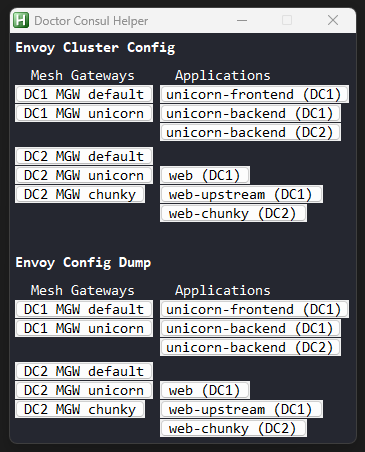 Doctor Consul Helper
Envoy Cluster Config
Mesh Gateways Applications
DC1 MGW default unicorn-frontend (DC1)
DC1 MGW unicorn unicorn-backend (DC1)
unicorn-backend (DC2)
DC2 MGW default
DC2 MGW unicorn web (DC1)
DC2 MGW chunky web-upstream (DC1)
web-chunky (DC2)
Envoy Config Dump
Mesh Gateways Applications
DC1 MGW default unicorn-frontend (DC1)
DC1 MGW unicorn unicorn-backend (DC1)
unicorn-backend (DC2)
DC2 MGW default
DC2 MGW unicorn web (DC1)
DC2 MGW chunky web-upstream (DC1)
web-chunky (DC2)